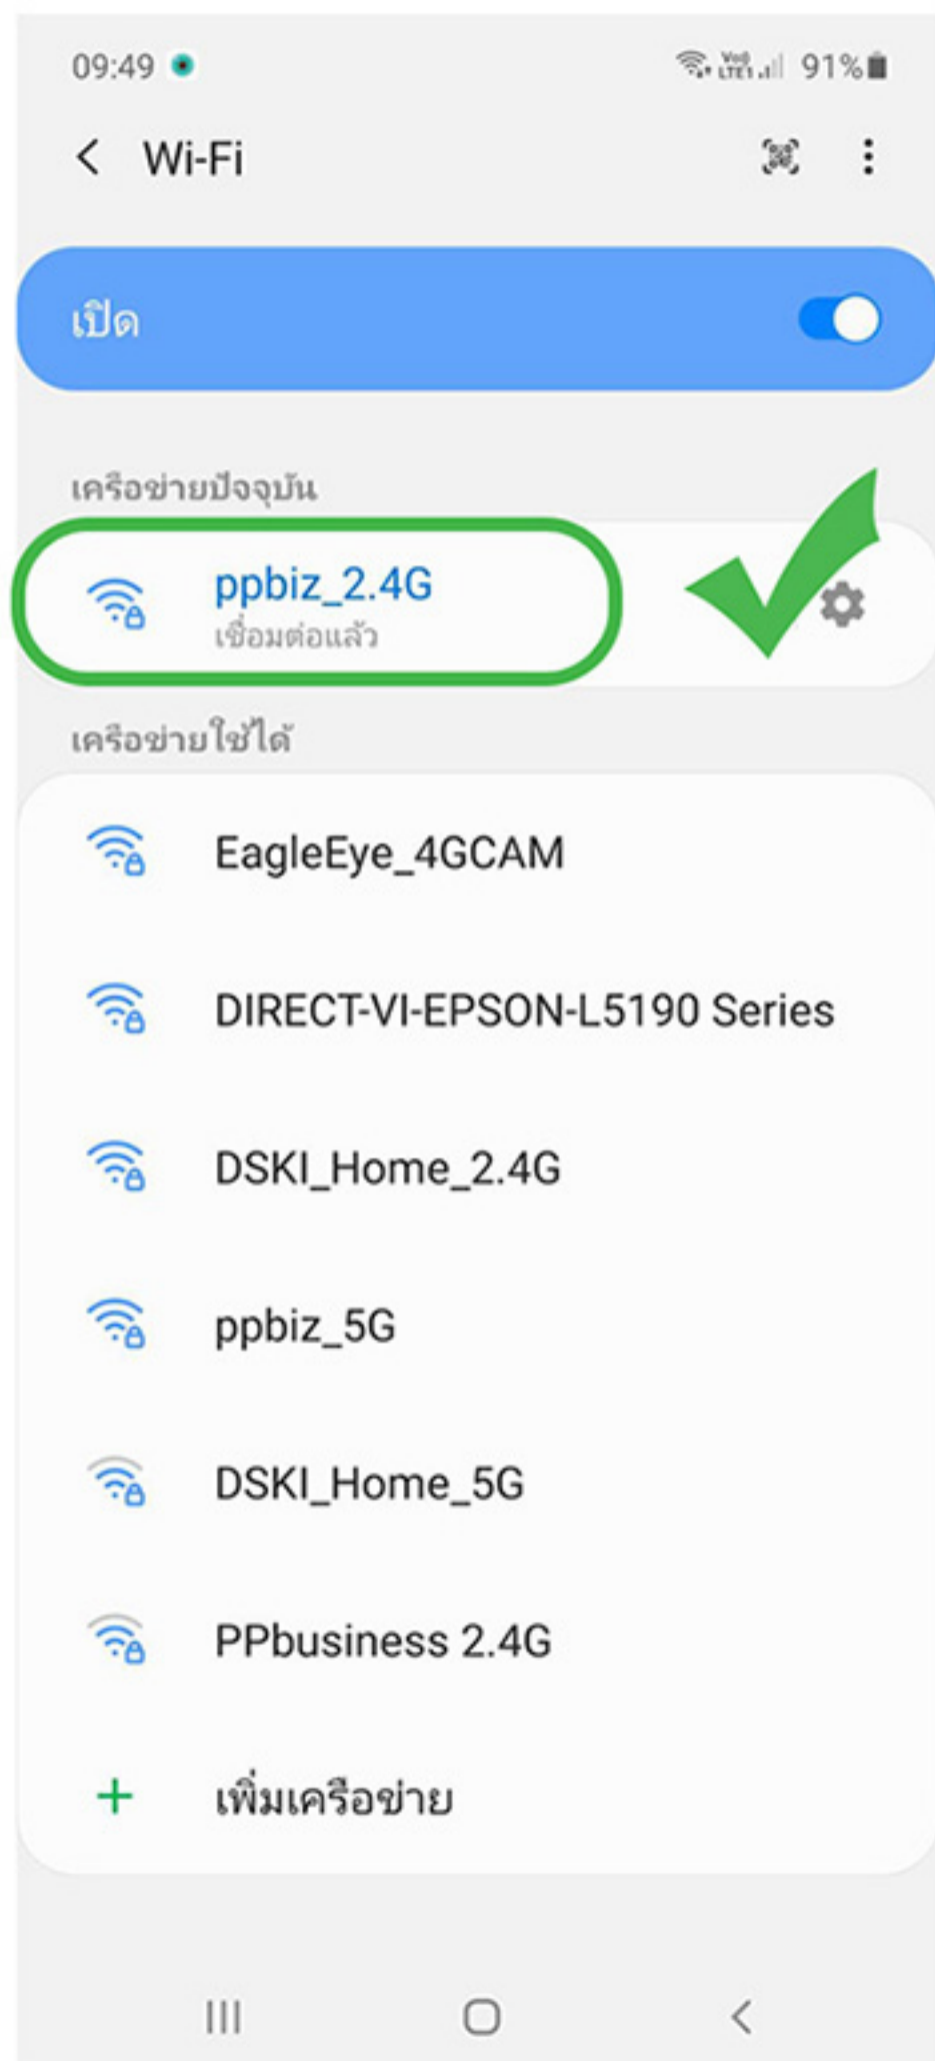 09:49
Vo)) LTE1 91%
Wi-Fi
เปิด
เครือข่ายปัจจุบัน
ppbiz_2.4G
เชื่อมต่อแล้ว
เครือข่ายใช้ได้
EagleEye_4GCAM
DIRECT-VI-EPSON-L5190 Series
DSKI_Home_2.4G
ppbiz_5G
DSKI_Home_5G
PPbusiness 2.4G
เพิ่มเครือข่าย